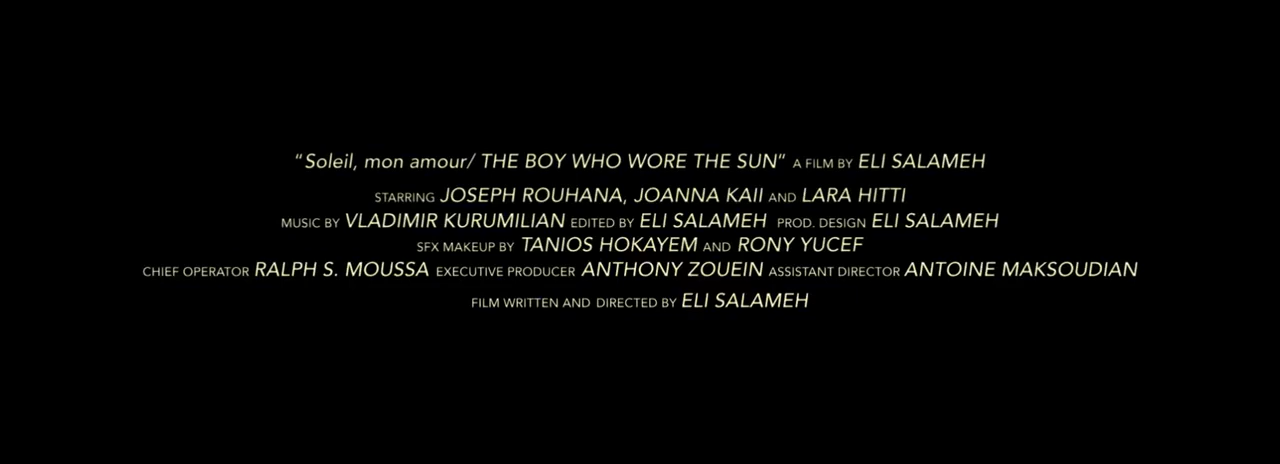 “Soleil, mon amour/ THE BOY WHO WORE THE SUN” A FILM BY ELI SALAMEH
STARRING JOSEPH ROUHANA, JOANNA KAII AND LARA HITTI
MUSIC BY VLADIMIR KURUMILIAN EDITED BY ELI SALAMEH PROD. DESIGN ELI SALAMEH
SFX MAKEUP BY TANIOS HOKAYEM AND RONY YUCEF
CHIEF OPERATOR RALPH S. MOUSSA EXECUTIVE PRODUCER ANTHONY ZOUEIN ASSISTANT DIRECTOR ANTOINE MAKSOUDIAN
FILM WRITTEN AND DIRECTED BY ELI SALAMEH